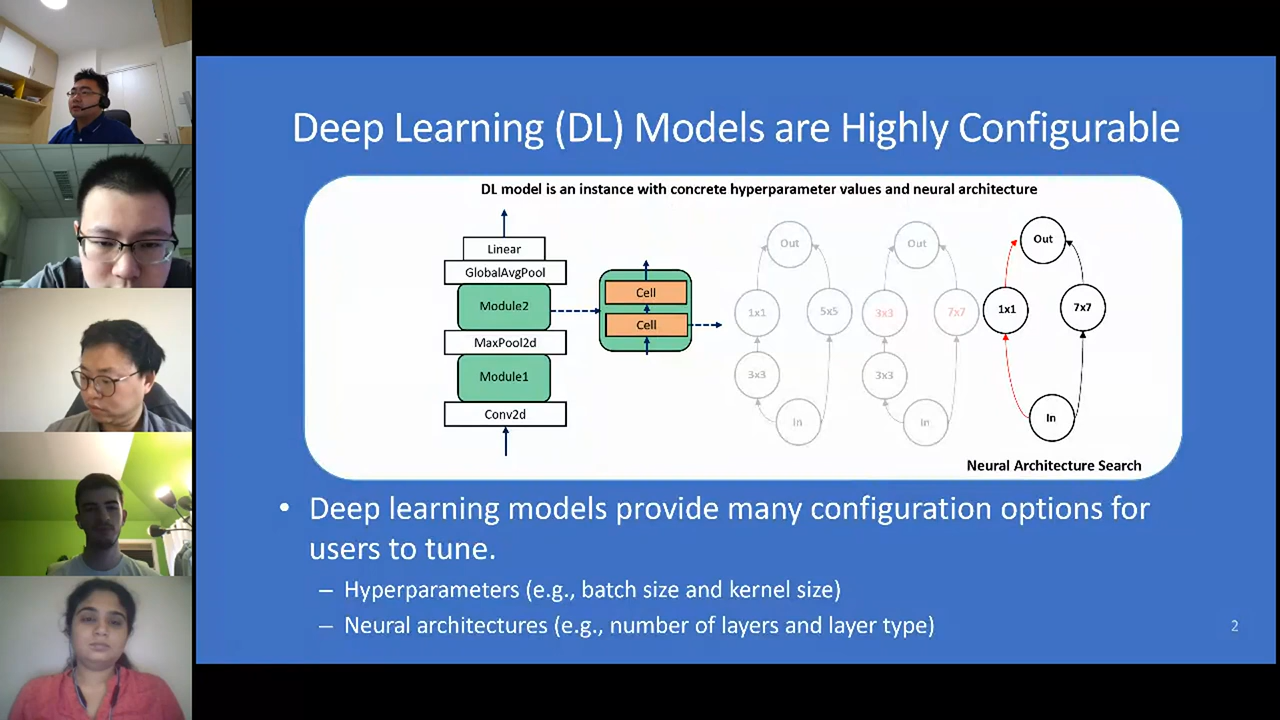 Deep Learning (DL) Models are Highly Configurable
DL model is an instance with concrete hyperparameter values and neural architecture
Linear
GlobalAvgPool
Module2
MaxPool2d
Module1
Conv2d
Cell
Cell
Out
1x1
5x5
3x3
In
Out
3x3
7x7
3x3
In
Out
1x1
7x7
In
Neural Architecture Search
• Deep learning models provide many configuration options for
users to tune.
– Hyperparameters (e.g., batch size and kernel size)
– Neural architectures (e.g., number of layers and layer type)
2